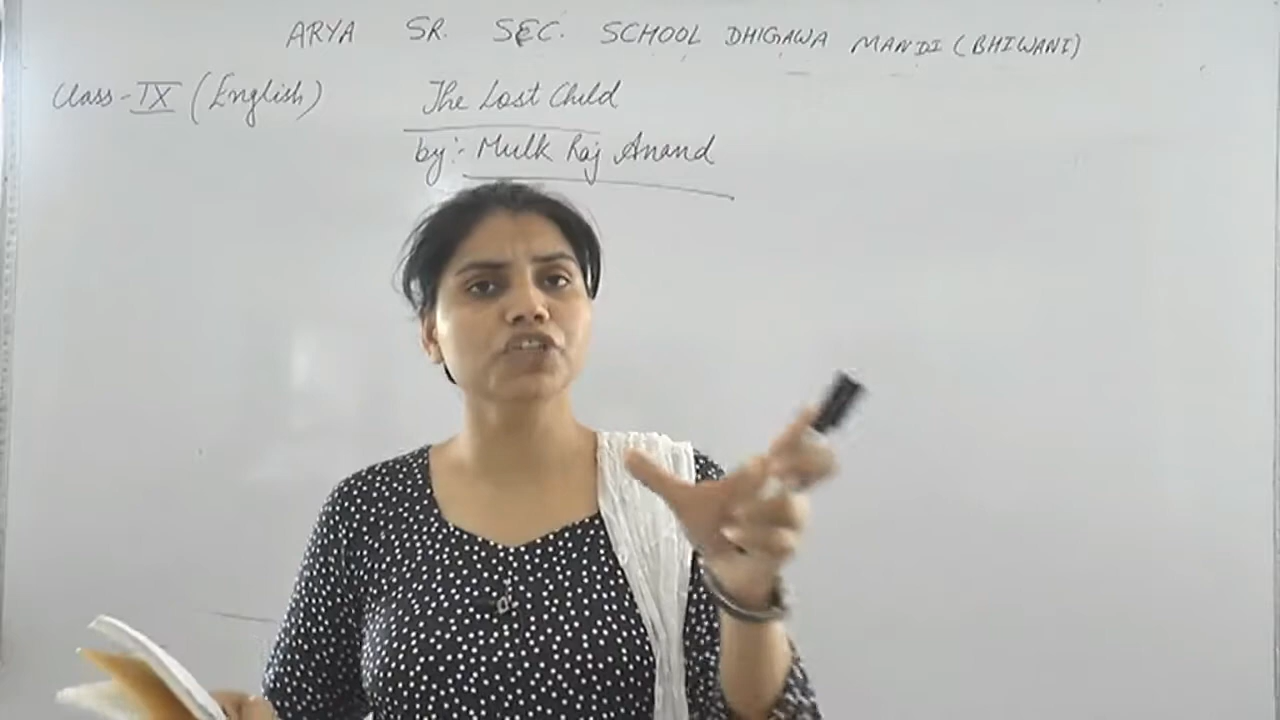 ARYA SR. SEC. SCHOOL DHIGAWA MANDI (BHIWANI)
Class - IX (English)
The Lost Child
by:- Mulk Raj Anand